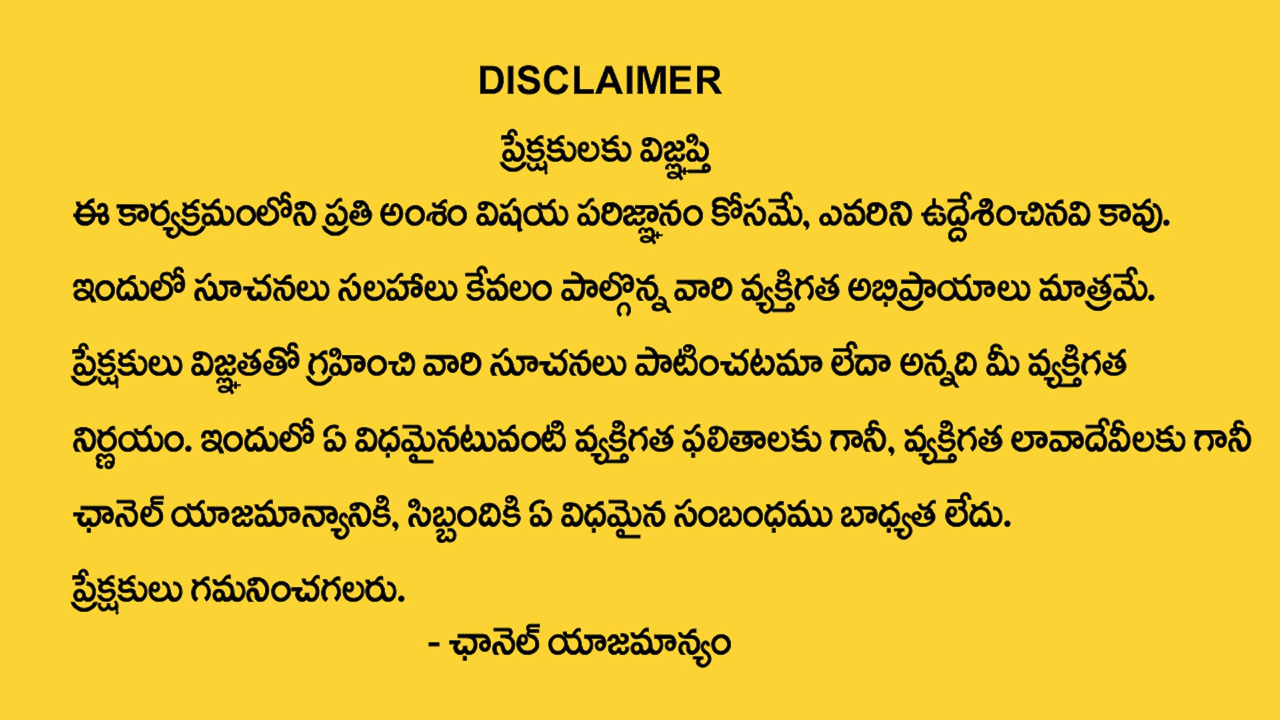 DISCLAIMER
ప్రేక్షకులకు విజ్ఞప్తి
ఈ కార్యక్రమంలోని ప్రతి అంశం విషయ పరిజ్ఞానం కోసమే, ఎవరిని ఉద్దేశించినవి కావు.
ఇందులో సూచనలు సలహాలు కేవలం పాల్గొన్న వారి వ్యక్తిగత అభిప్రాయాలు మాత్రమే.
ప్రేక్షకులు విజ్ఞతతో గ్రహించి వారి సూచనలు పాటించటమా లేదా అన్నది మీ వ్యక్తిగత
నిర్ణయం. ఇందులో ఏ విధమైనటువంటి వ్యక్తిగత ఫలితాలకు గానీ, వ్యక్తిగత లావాదేవీలకు గానీ
ఛానెల్ యాజమాన్యానికి, సిబ్బందికి ఏ విధమైన సంబంధము బాధ్యత లేదు.
ప్రేక్షకులు గమనించగలరు.
- ఛానెల్ యాజమాన్యం